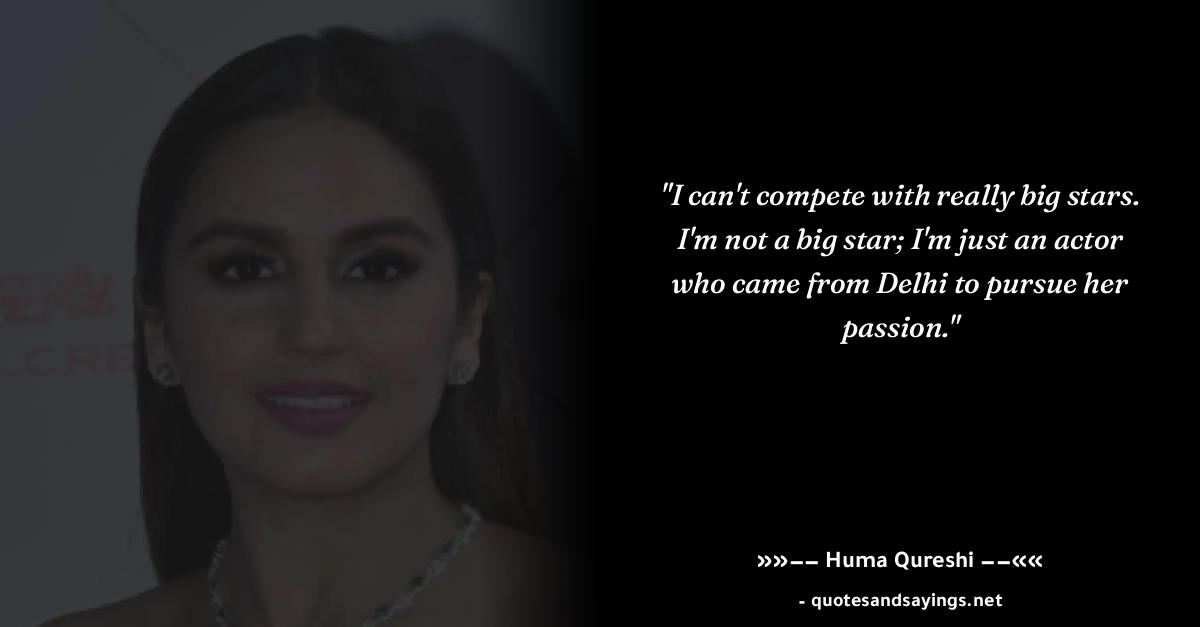 "I can't compete with really big stars.
I'm not a big star; I'm just an actor
who came from Delhi to pursue her
passion."
»»−− Huma Qureshi −−««
- quotesandsayings.net